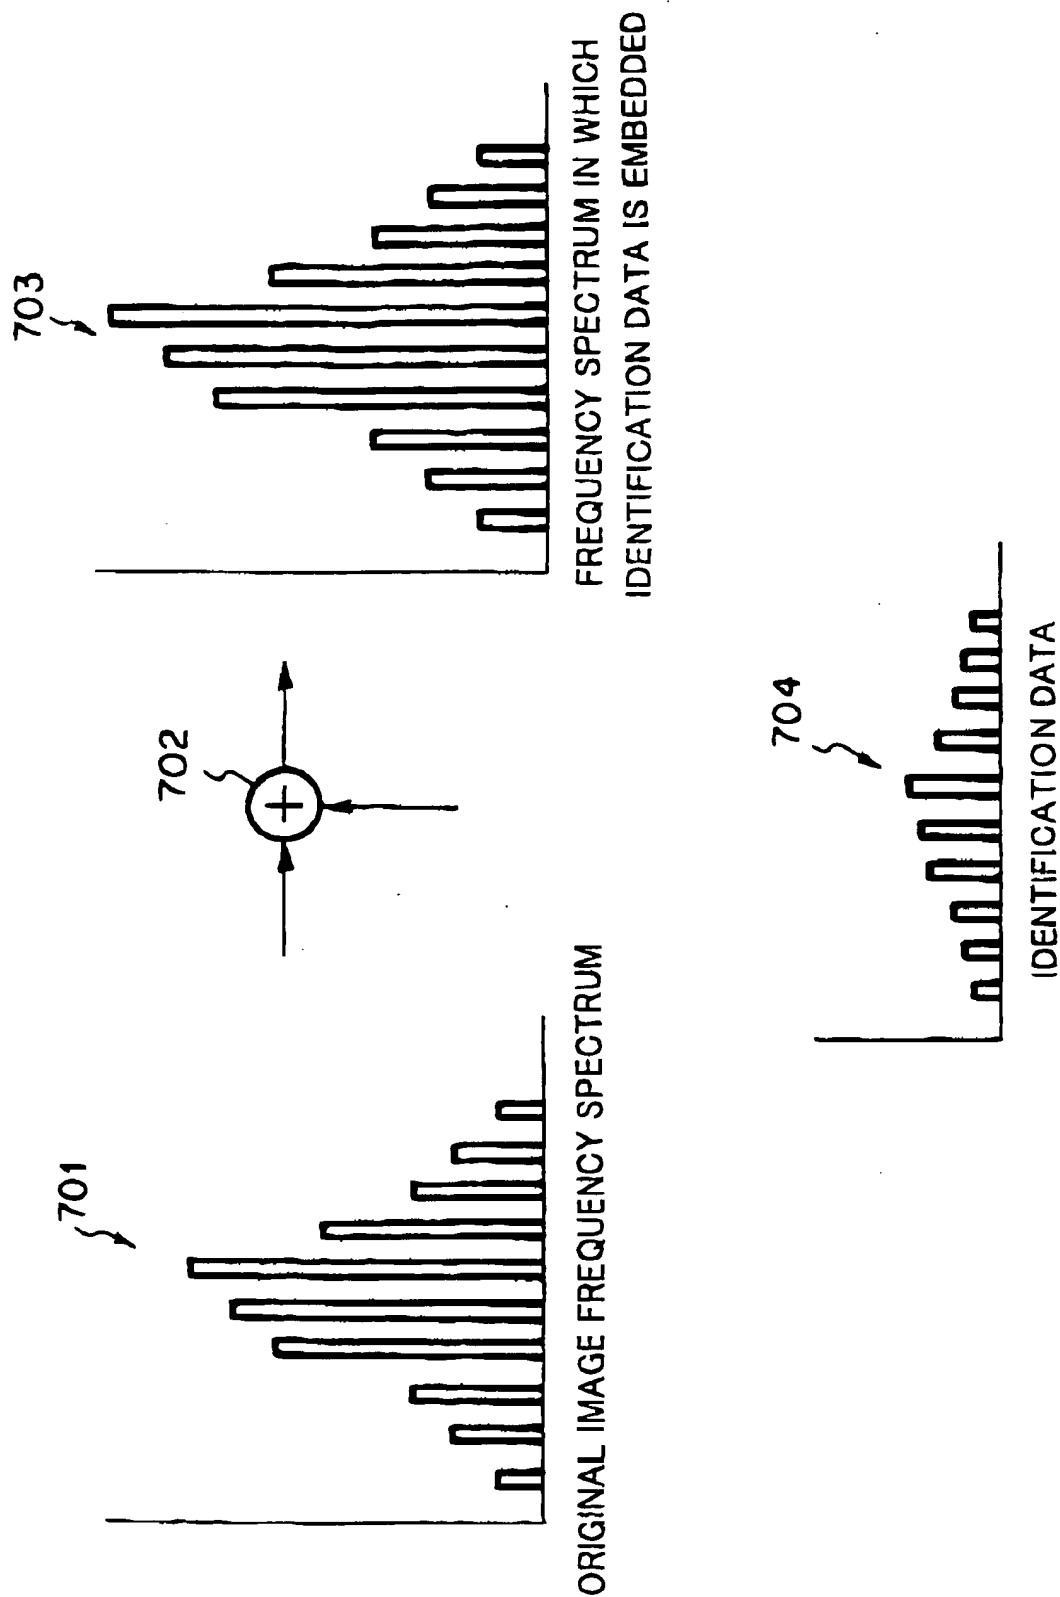 701
ORIGINAL IMAGE FREQUENCY SPECTRUM
702
+
703
FREQUENCY SPECTRUM IN WHICH
IDENTIFICATION DATA IS EMBEDDED
704
IDENTIFICATION DATA